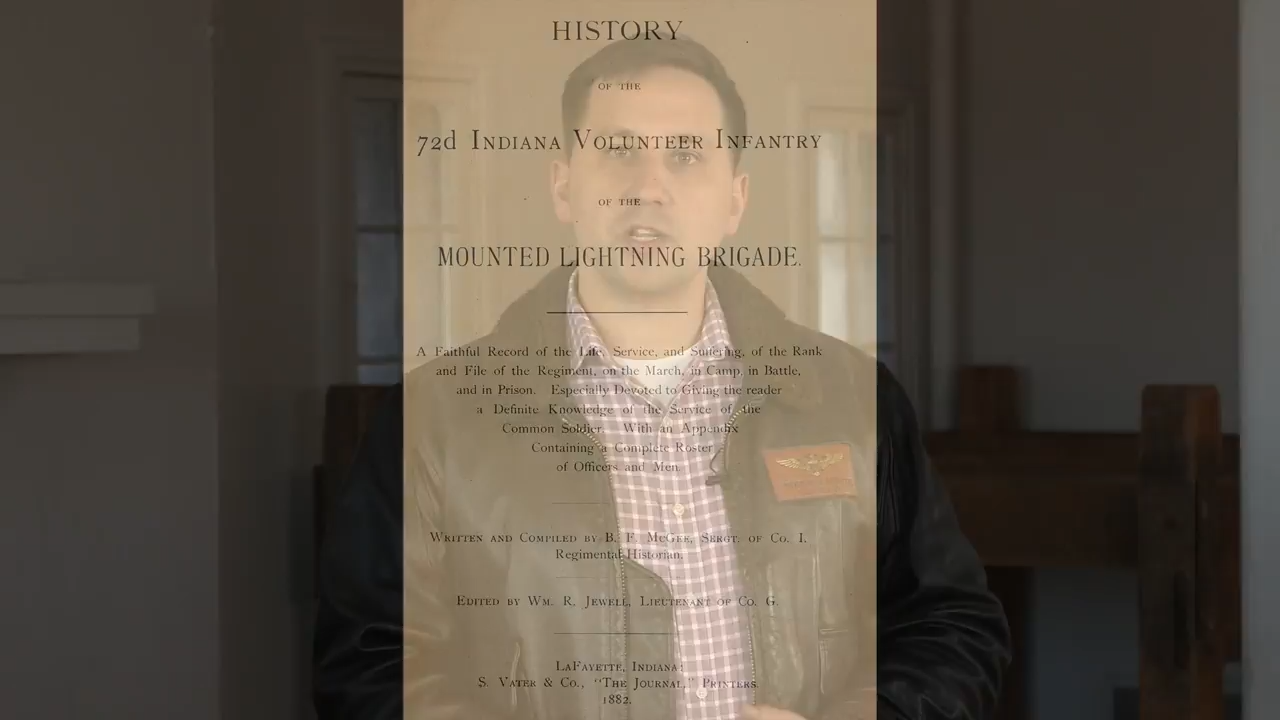 HISTORY
OF THE
72d INDIANA VOLUNTEER INFANTRY
OF THE
MOUNTED LIGHTNING BRIGADE.
A Faithful Record of the Life, Service, and Suffering, of the Rank
and File of the Regiment, on the March, in Camp, in Battle,
and in Prison. Especially Devoted to Giving the reader
a Definite Knowledge of the Service of the
Common Soldier. With an Appendix
Containing a Complete Roster
of Officers and Men.
WRITTEN AND COMPILED BY B. F. McGEE, SERGT. OF CO. I.
Regimental Historian.
EDITED BY WM. R. JEWELL, LIEUTENANT OF CO. G.
LAFAYETTE, INDIANA:
S. VATER & CO., "THE JOURNAL," PRINTERS.
1882.